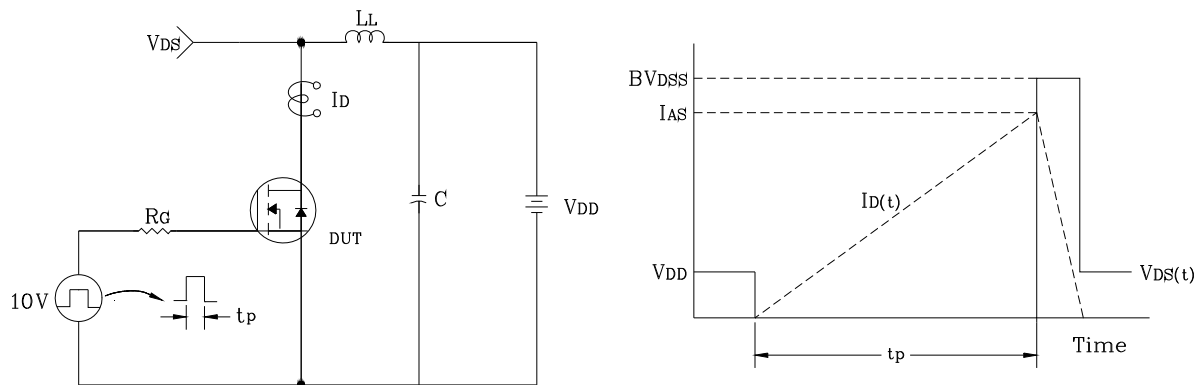 LL
VDS
ID
RG
C
VDD
DUT
10V
tp
BVDSS
IAS
ID(t)
VDD
VDS(t)
tp
Time